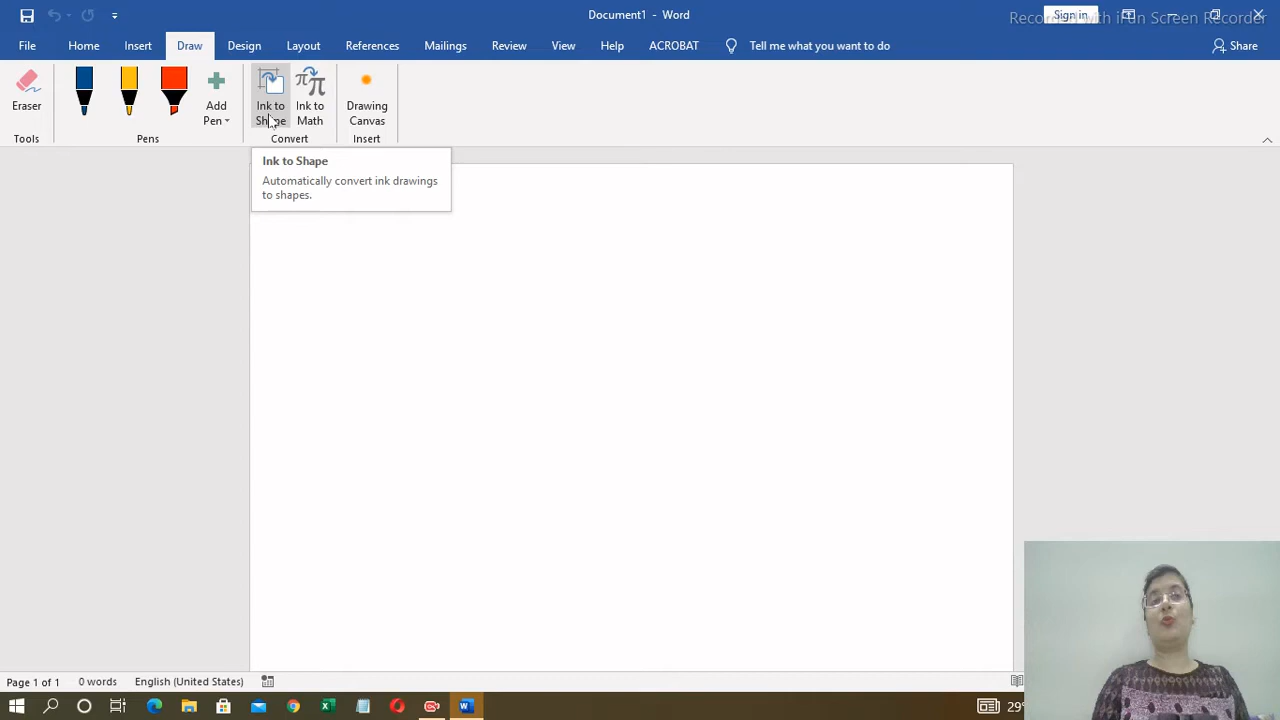 Document1 - Word
Sign in
Recorded with iFun Screen Recorder
File Home Insert Draw Design Layout References Mailings Review View Help ACROBAT Tell me what you want to do Share
Eraser
Add
Pen
Ink to
Shape
Ink to
Math
Drawing
Canvas
Tools Pens Convert Insert
Ink to Shape
Automatically convert ink drawings
to shapes.
Page 1 of 1 0 words English (United States)
29°